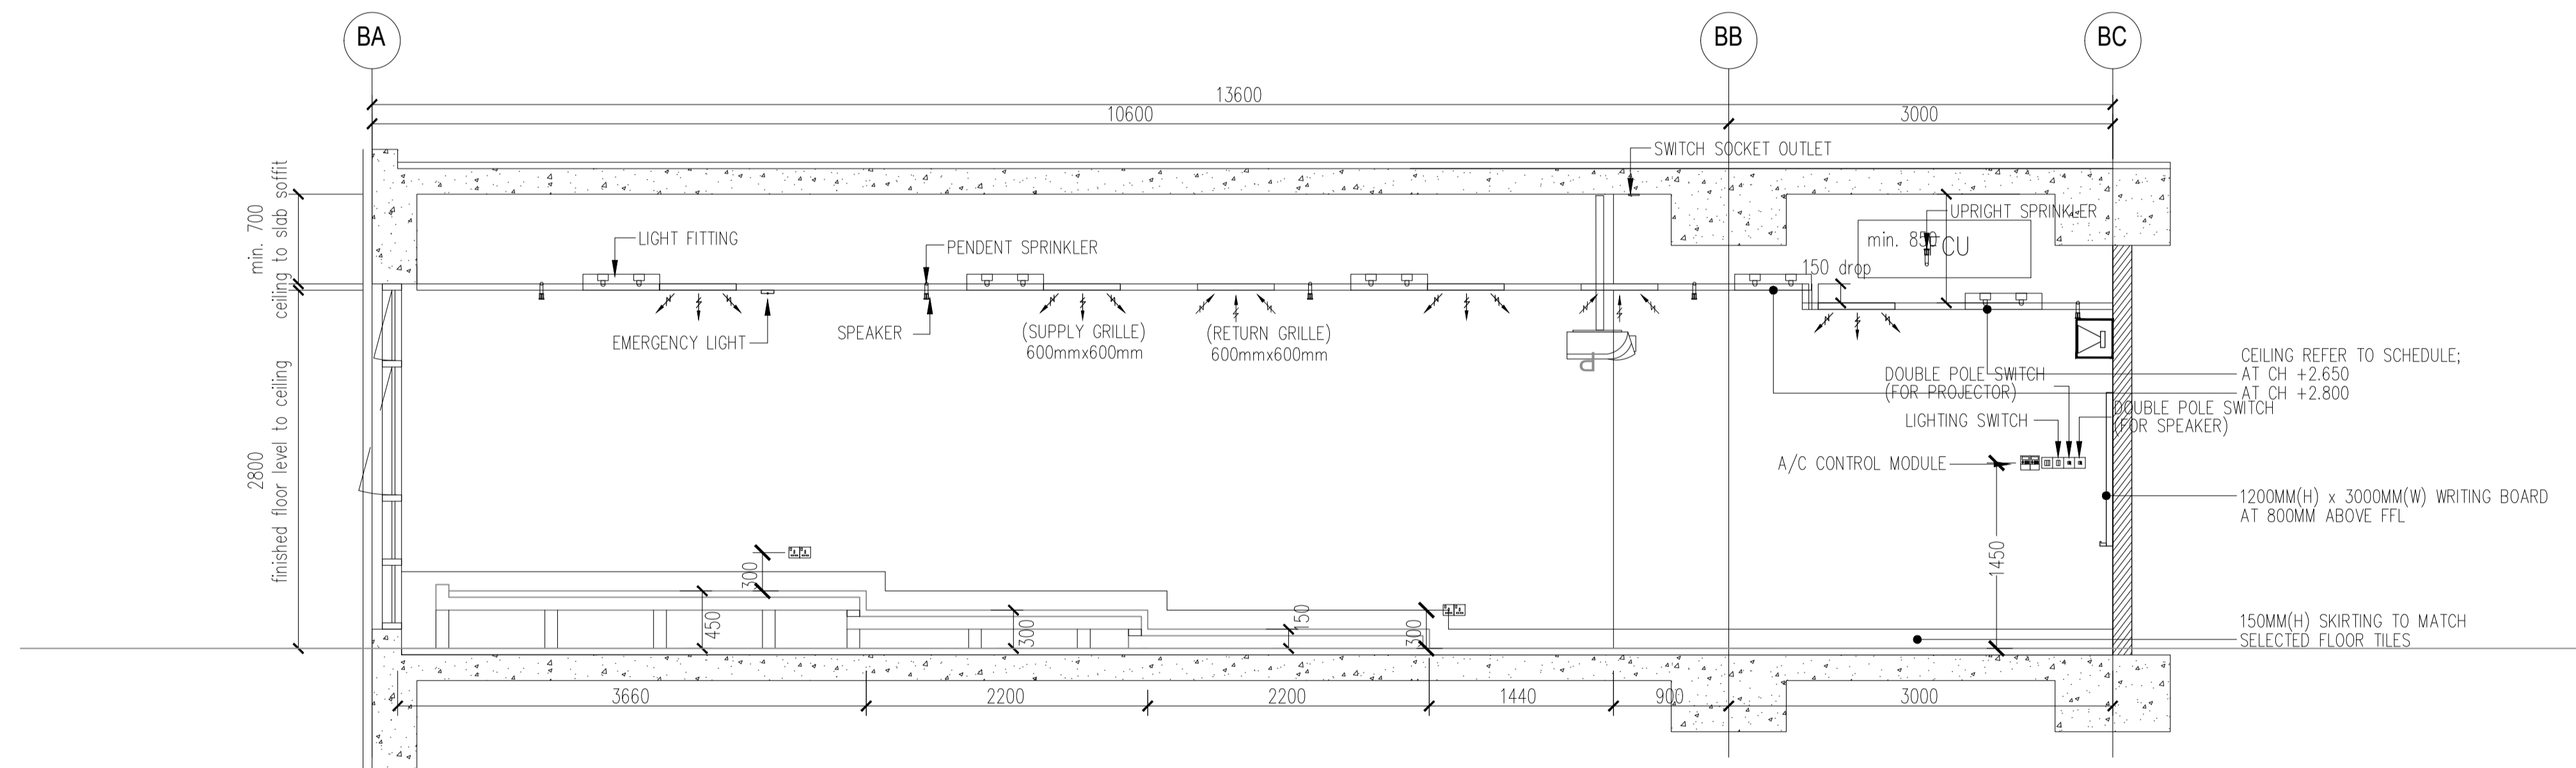 BA
BB
BC
13600
10600
3000
SWITCH SOCKET OUTLET
min. 700
ceiling to slab soffit
LIGHT FITTING
PENDENT SPRINKLER
UPRIGHT SPRINKLER
min. 850
FCU
150 drop
EMERGENCY LIGHT
SPEAKER
(SUPPLY GRILLE)
600mmx600mm
(RETURN GRILLE)
600mmx600mm
2800
finished floor level to ceiling
DOUBLE POLE SWITCH
(FOR PROJECTOR)
CEILING REFER TO SCHEDULE;
AT CH +2.650
AT CH +2.800
DOUBLE POLE SWITCH
(FOR SPEAKER)
LIGHTING SWITCH
A/C CONTROL MODULE
1200MM(H) x 3000MM(W) WRITING BOARD
AT 800MM ABOVE FFL
1450
300
450
300
150
300
150MM(H) SKIRTING TO MATCH
SELECTED FLOOR TILES
3660
2200
2200
1440
900
3000